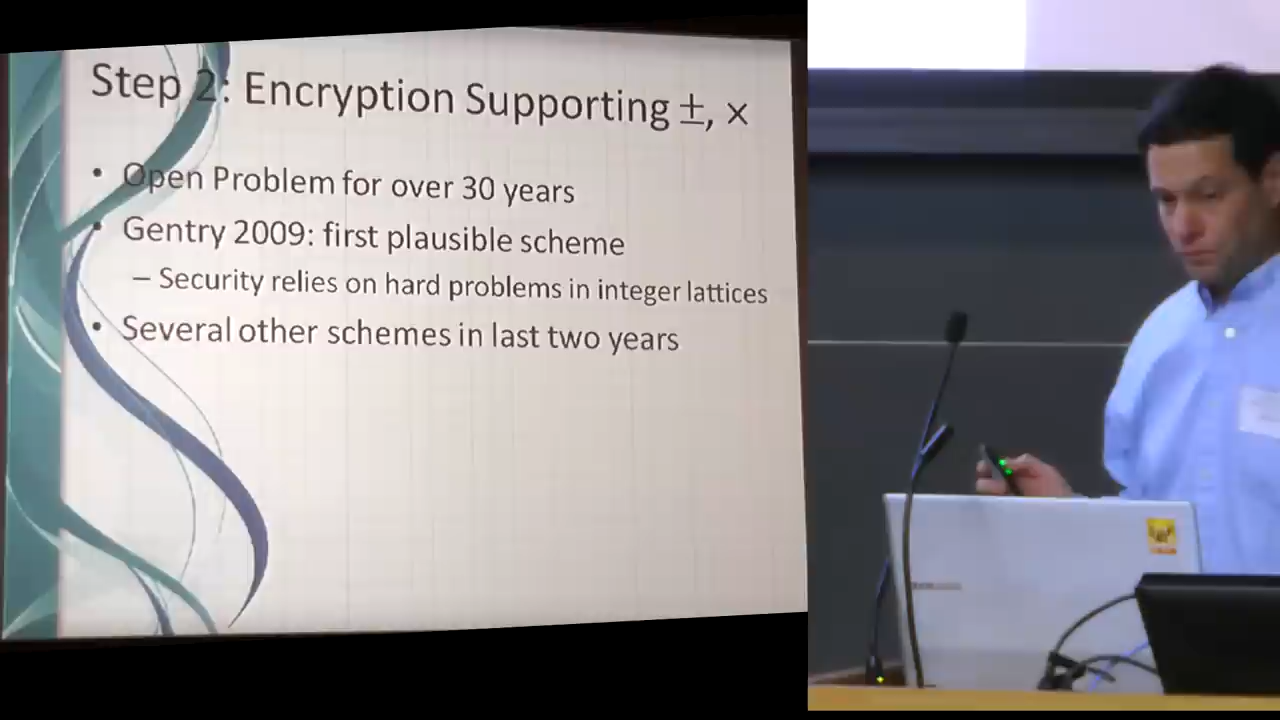 Step 2: Encryption Supporting ±, ×
• Open Problem for over 30 years
• Gentry 2009: first plausible scheme
– Security relies on hard problems in integer lattices
• Several other schemes in last two years